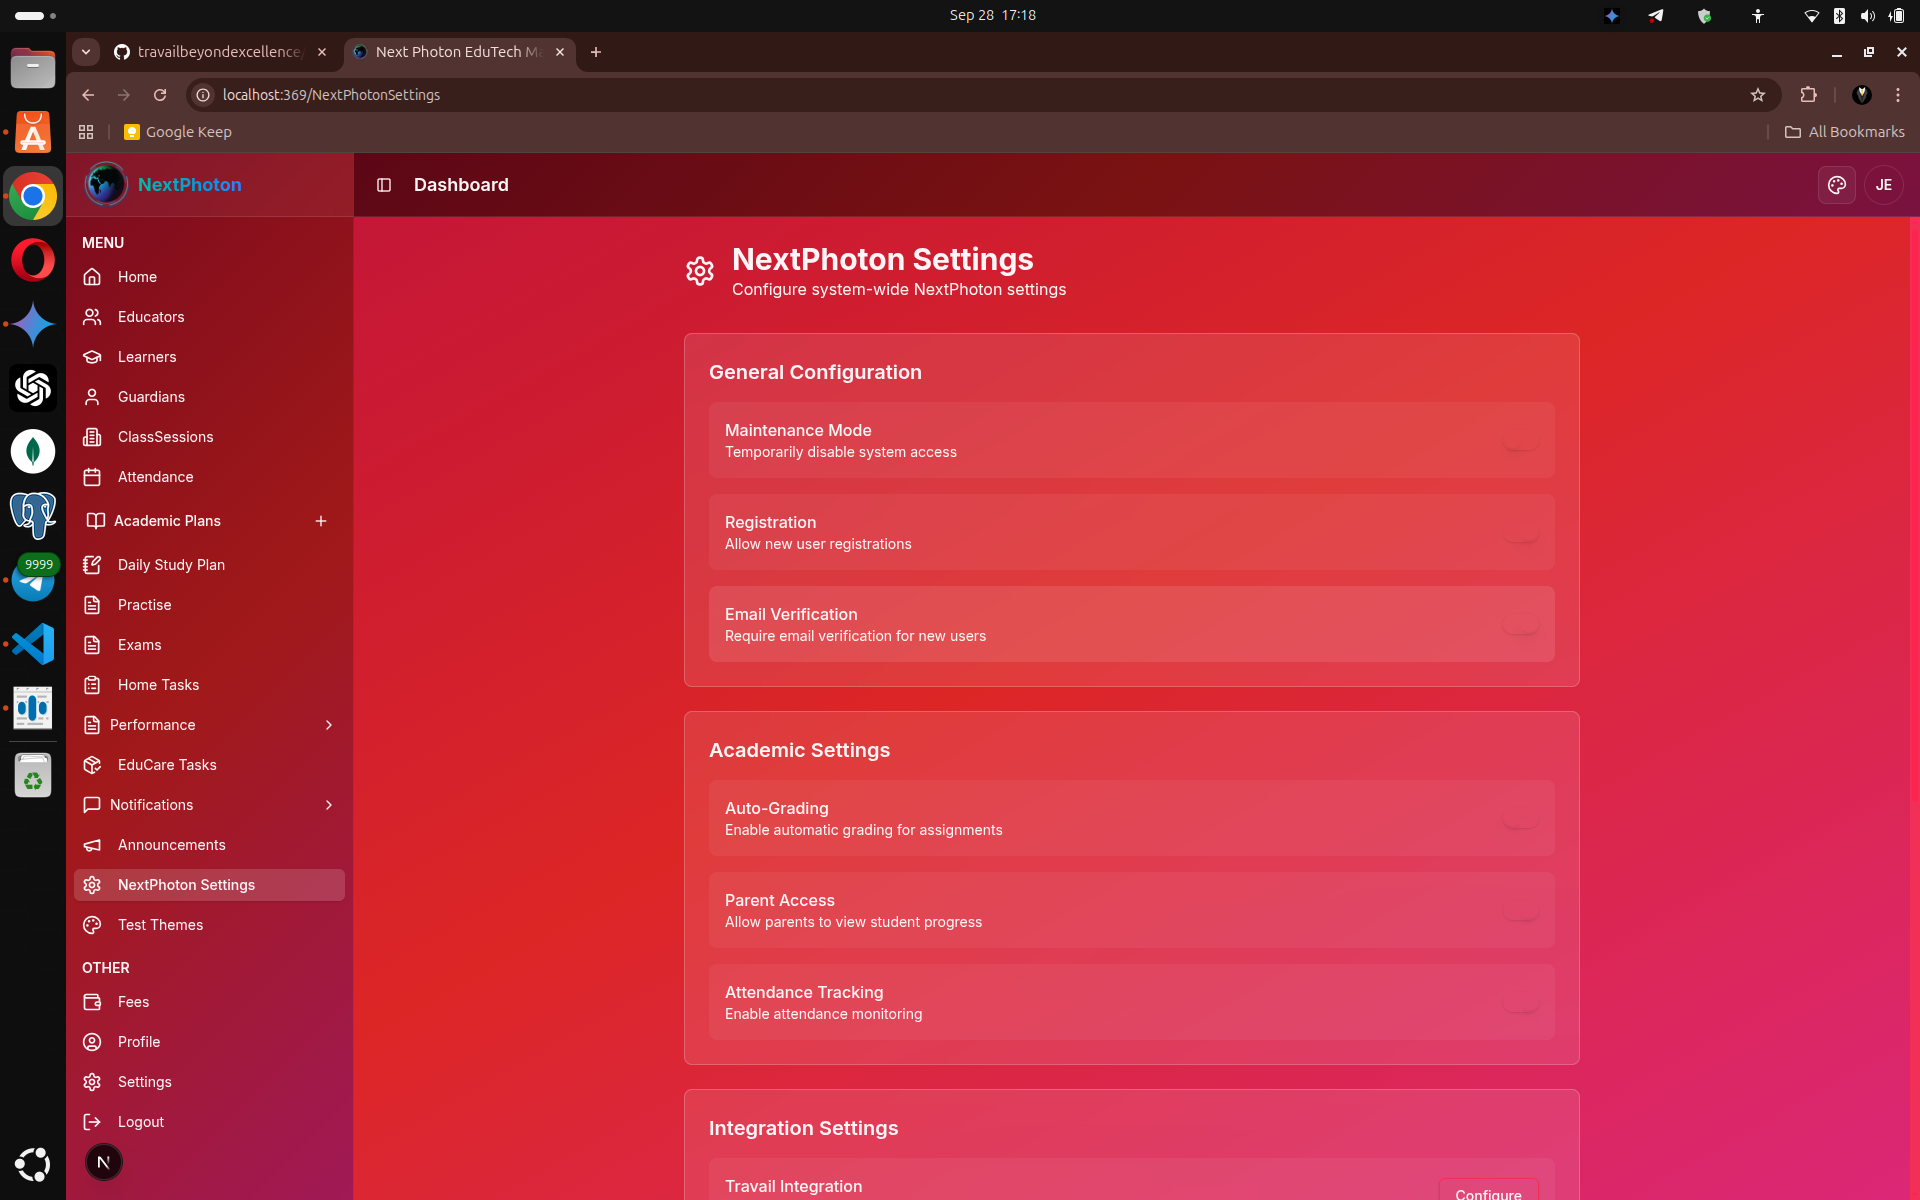 Sep 28 17:18
travailbeyondexcellence
Next Photon EduTech M
localhost:369/NextPhotonSettings
Google Keep
All Bookmarks
NextPhoton
Dashboard
JE
MENU
Home
Educators
Learners
Guardians
ClassSessions
Attendance
Academic Plans
Daily Study Plan
Practise
Exams
Home Tasks
Performance
EduCare Tasks
Notifications
Announcements
NextPhoton Settings
Test Themes
OTHER
Fees
Profile
Settings
Logout
N
9999
NextPhoton Settings
Configure system-wide NextPhoton settings
General Configuration
Maintenance Mode
Temporarily disable system access
Registration
Allow new user registrations
Email Verification
Require email verification for new users
Academic Settings
Auto-Grading
Enable automatic grading for assignments
Parent Access
Allow parents to view student progress
Attendance Tracking
Enable attendance monitoring
Integration Settings
Travail Integration
Configure